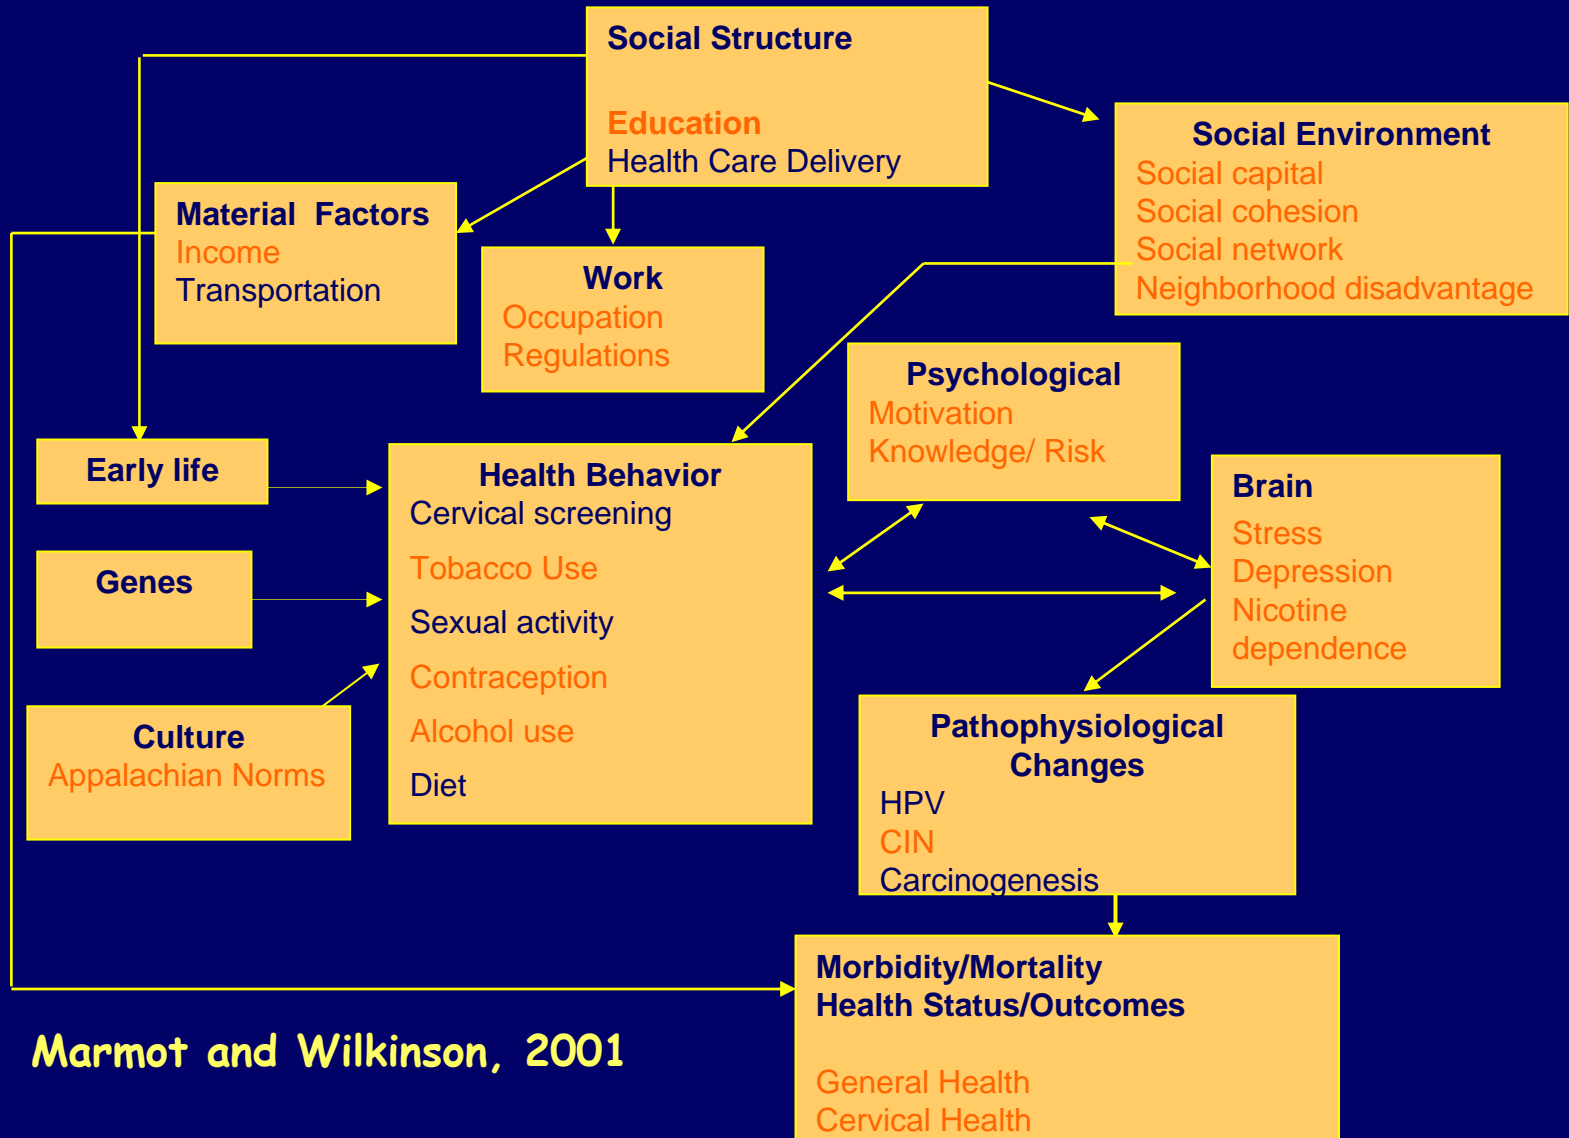 Social Structure
Education
Health Care Delivery
Social Environment
Social capital
Social cohesion
Social network
Neighborhood disadvantage
Material  Factors
Income
Transportation
Work
Occupation
Regulations
Psychological
Motivation
Knowledge/ Risk
Early life
Health Behavior
Cervical screening
Tobacco Use
Sexual activity
Contraception
Alcohol use
Diet
Brain
Stress
Depression
Nicotine
dependence
Genes
Culture
Appalachian Norms
Pathophysiological
Changes
HPV
CIN
Carcinogenesis
Morbidity/Mortality
Health Status/Outcomes
General Health
Cervical Health
Marmot and Wilkinson, 2001